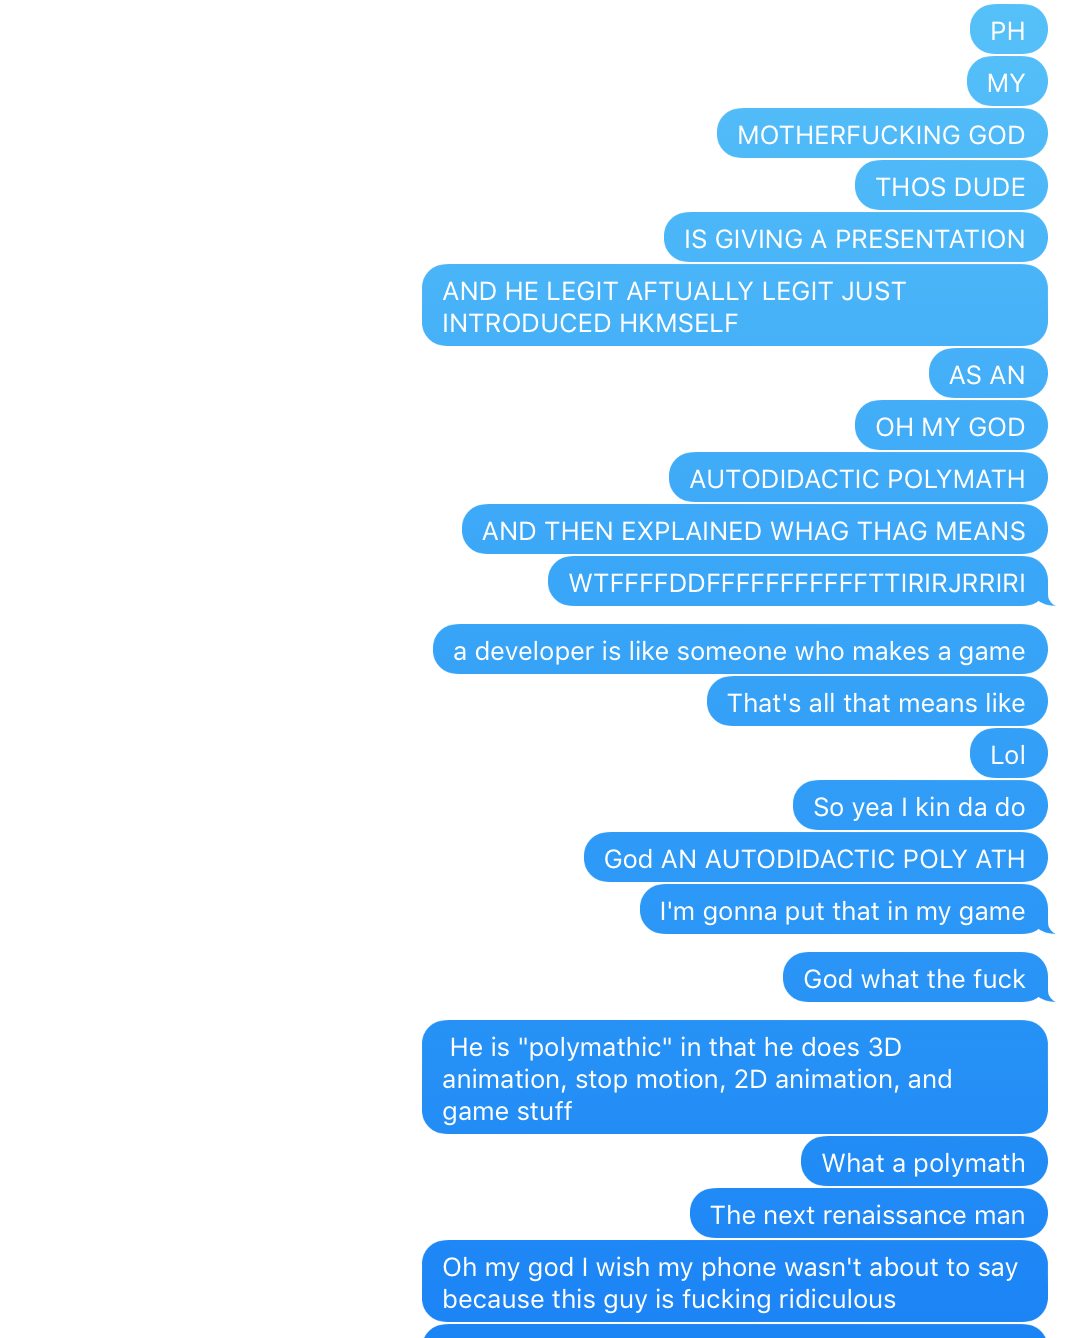 PH
MY
MOTHERFUCKING GOD
THOS DUDE
IS GIVING A PRESENTATION
AND HE LEGIT AFTUALLY LEGIT JUST
INTRODUCED HKMSELF
AS AN
OH MY GOD
AUTODIDACTIC POLYMATH
AND THEN EXPLAINED WHAG THAG MEANS
WTFFFFDDFFFFFFFFFFFTTIRIRJRRIRI
a developer is like someone who makes a game
That's all that means like
Lol
So yea I kin da do
God AN AUTODIDACTIC POLY ATH
I'm gonna put that in my game
God what the fuck
He is "polymathic" in that he does 3D
animation, stop motion, 2D animation, and
game stuff
What a polymath
The next renaissance man
Oh my god I wish my phone wasn't about to say
because this guy is fucking ridiculous